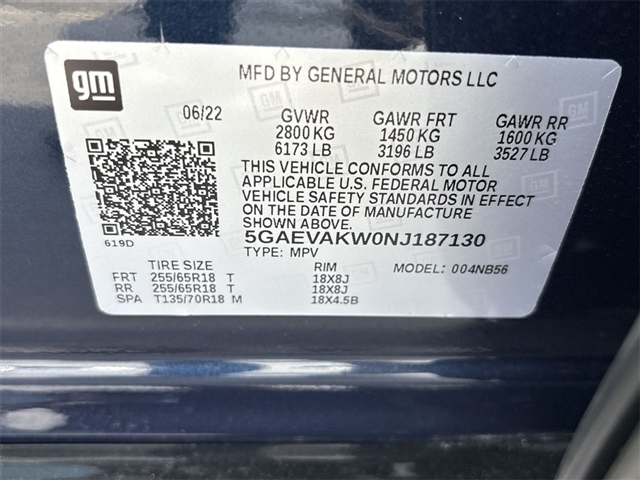 gm
MFD BY GENERAL MOTORS LLC
06/22 GVWR GAWR FRT GAWR RR
2800 KG 1450 KG 1600 KG
6173 LB 3196 LB 3527 LB
THIS VEHICLE CONFORMS TO ALL
APPLICABLE U.S. FEDERAL MOTOR
VEHICLE SAFETY STANDARDS IN EFFECT
ON THE DATE OF MANUFACTURE
SHOWN ABOVE.
619D
5GAEVAKW0NJ187130
TYPE: MPV MODEL: 004NB56
TIRE SIZE RIM
FRT 255/65R18 T 18X8J
RR 255/65R18 T 18X8J
SPA T135/70R18 M 18X4.5B